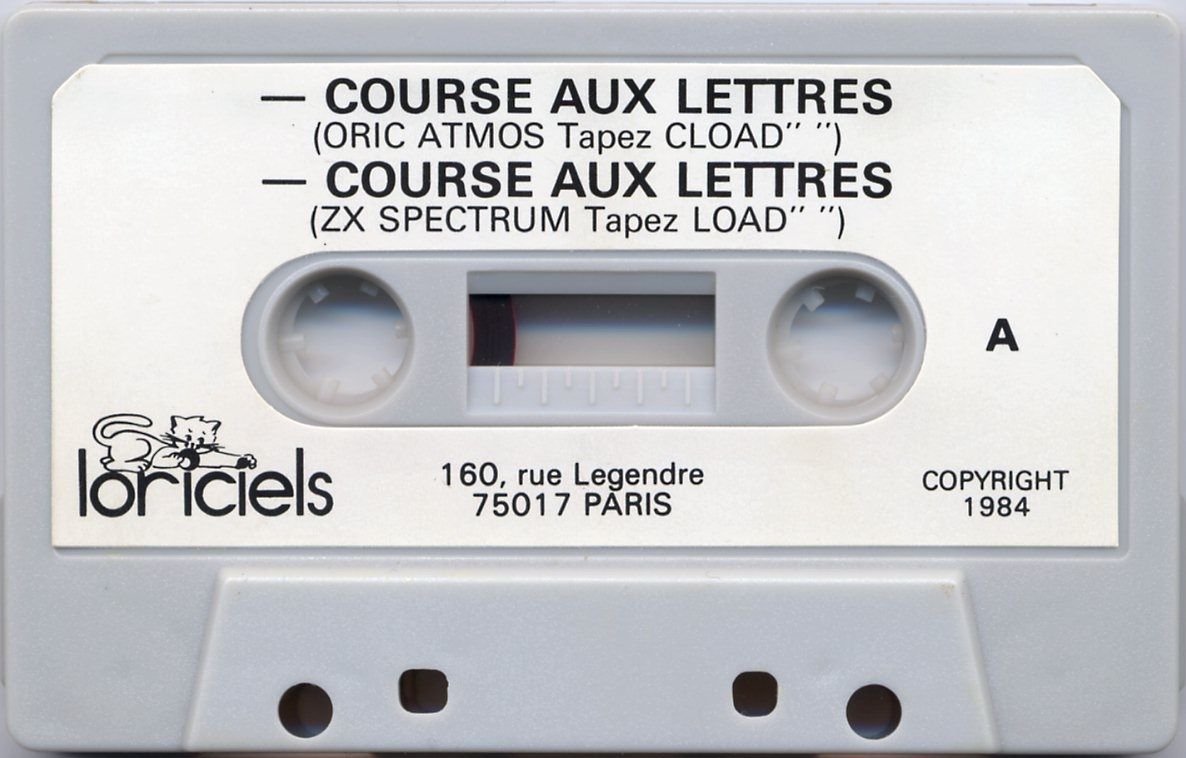 — COURSE AUX LETTRES
(ORIC ATMOS Tapez CLOAD" ")
— COURSE AUX LETTRES
(ZX SPECTRUM Tapez LOAD" ")
A
loriciels
160, rue Legendre
75017 PARIS
COPYRIGHT
1984